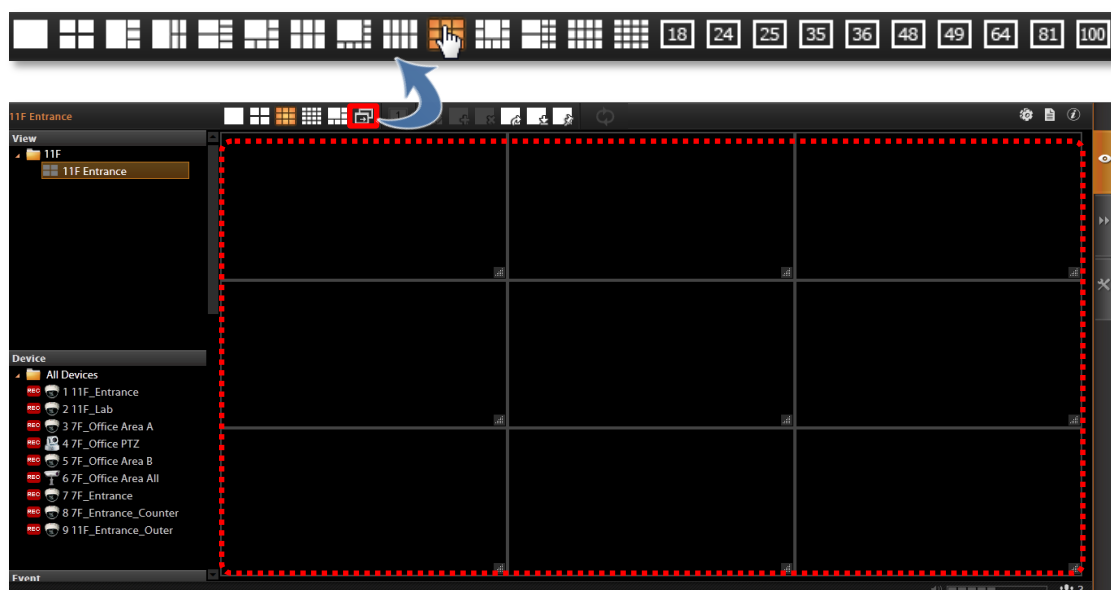 18 24 25 35 36 48 49 64 81 100
11F Entrance
View
11F
11F Entrance
Device
All Devices
REC 1 11F_Entrance
REC 2 11F_Lab
REC 3 7F_Office Area A
REC 4 7F_Office PTZ
REC 5 7F_Office Area B
REC 6 7F_Office Area All
REC 7 7F_Entrance
REC 8 7F_Entrance_Counter
REC 9 11F_Entrance_Outer
Event